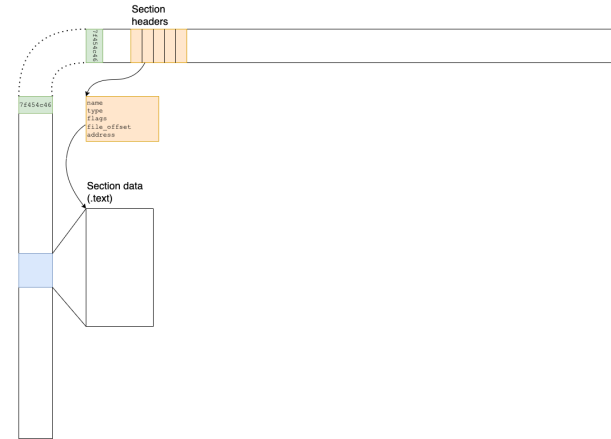 Section
headers
7f454c46
7f454c46
name
type
flags
file_offset
address
Section data
(.text)